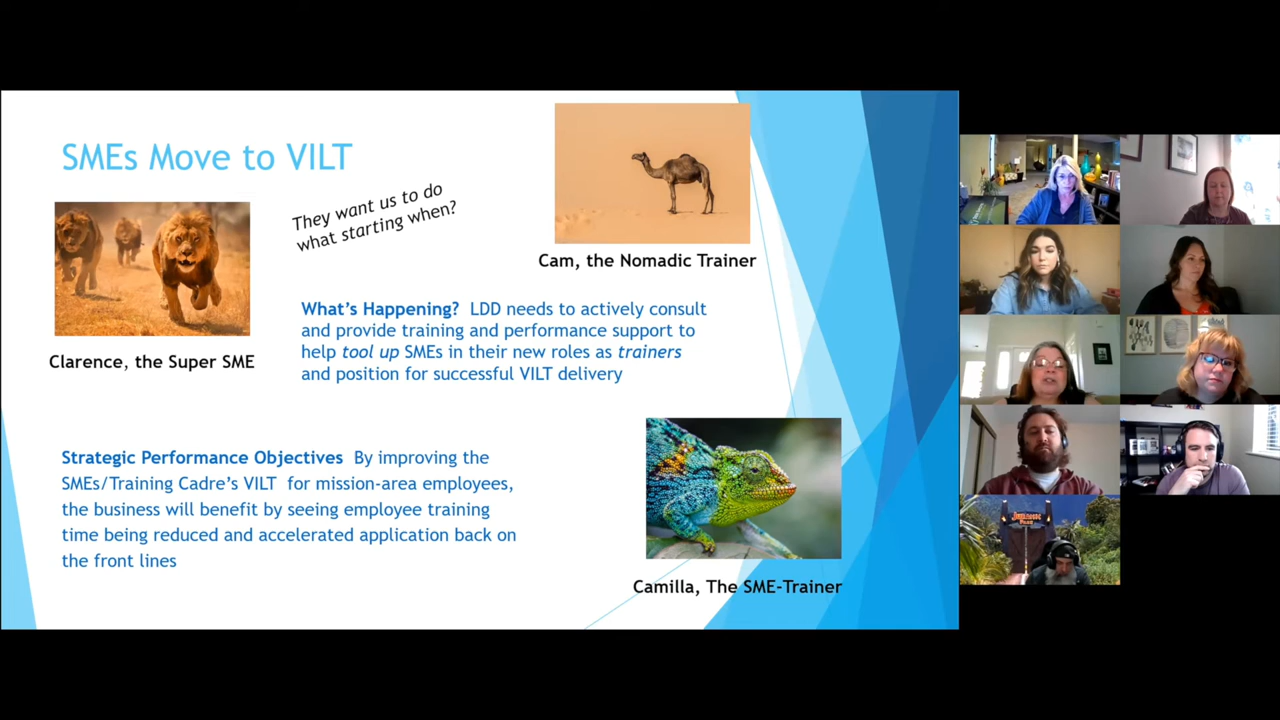 SMEs Move to VILT
They want us to do
what starting when?
Cam, the Nomadic Trainer
What's Happening? LDD needs to actively consult
and provide training and performance support to
help tool up SMEs in their new roles as trainers
and position for successful VILT delivery
Clarence, the Super SME
Strategic Performance Objectives By improving the
SMEs/Training Cadre's VILT for mission-area employees,
the business will benefit by seeing employee training
time being reduced and accelerated application back on
the front lines
Camilla, The SME-Trainer
Jurassic
Park